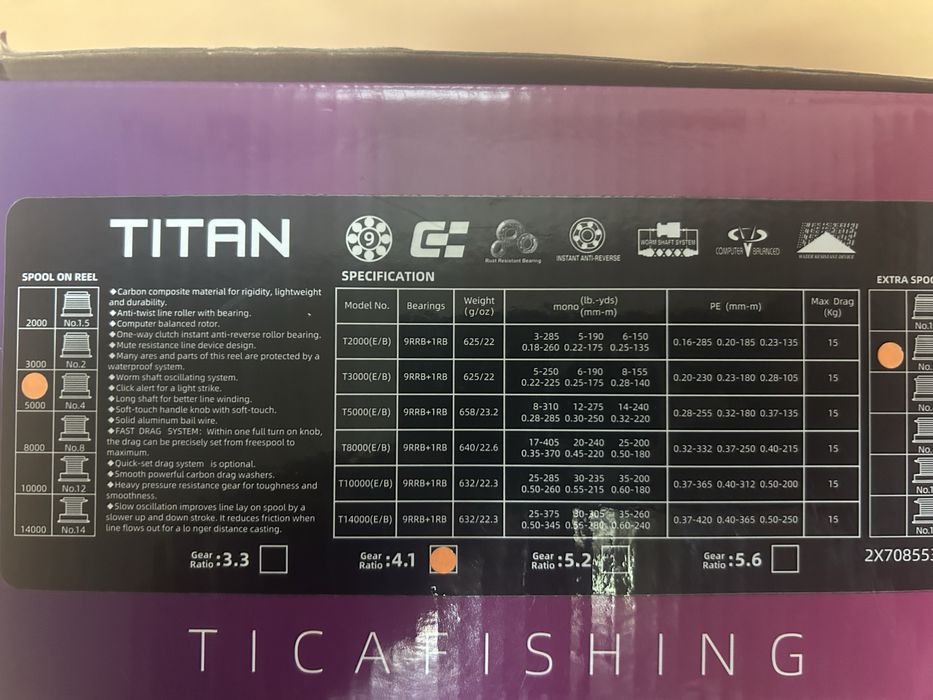 TITAN
9
Rust Resistant Bearing
INSTANT ANTI-REVERSE
WORM SHAFT SYSTEM
COMPUTER BALANCED
WATER RESISTANT DEVICE
SPOOL ON REEL
2000 No.1.5
3000 No.2
5000 No.4
8000 No.8
10000 No.12
14000 No.14
◆Carbon composite material for rigidity, lightweight
and durability.
◆Anti-twist line roller with bearing.
◆Computer balanced rotor.
◆One-way clutch instant anti-reverse roller bearing.
◆Mute resistance line device design.
◆Many ares and parts of this reel are protected by a
waterproof system.
◆Worm shaft oscillating system.
◆Click alert for a light strike.
◆Long shaft for better line winding.
◆Soft-touch handle knob with soft-touch.
◆Solid aluminum bail wire.
◆FAST DRAG SYSTEM: Within one full turn on knob,
the drag can be precisely set from freespool to
maximum.
◆Quick-set drag system is optional.
◆Smooth powerful carbon drag washers.
◆Heavy pressure resistance gear for toughness and
smoothness.
◆Slow oscillation improves line lay on spool by a
slower up and down stroke. It reduces friction when
line flows out for a lo nger distance casting.
SPECIFICATION
Model No. Bearings Weight (g/oz) mono (lb.-yds) (mm-m) PE (mm-m) Max Drag (Kg)
T2000(E/B) 9RRB+1RB 625/22 3-285 5-190 6-150 0.18-260 0.22-175 0.25-135 0.16-285 0.20-185 0.23-135 15
T3000(E/B) 9RRB+1RB 625/22 5-250 6-190 8-155 0.22-225 0.25-175 0.28-140 0.20-230 0.23-180 0.28-105 15
T5000(E/B) 9RRB+1RB 658/23.2 8-310 12-275 14-240 0.28-285 0.30-250 0.32-220 0.28-255 0.32-180 0.37-135 15
T8000(E/B) 9RRB+1RB 640/22.6 17-405 20-240 25-200 0.35-370 0.45-220 0.50-180 0.32-332 0.37-250 0.40-215 15
T10000(E/B) 9RRB+1RB 632/22.3 25-285 30-235 35-200 0.50-260 0.55-215 0.60-180 0.37-365 0.40-312 0.50-200 15
T14000(E/B) 9RRB+1RB 632/22.3 25-375 30-305 35-260 0.50-345 0.55-280 0.60-240 0.37-420 0.40-365 0.50-250 15
EXTRA SPOO
No.1
No.
No.1
No.1
Gear Ratio :3.3
Gear Ratio :4.1
Gear Ratio :5.2
Gear Ratio :5.6
2X70855
TICAFISHING